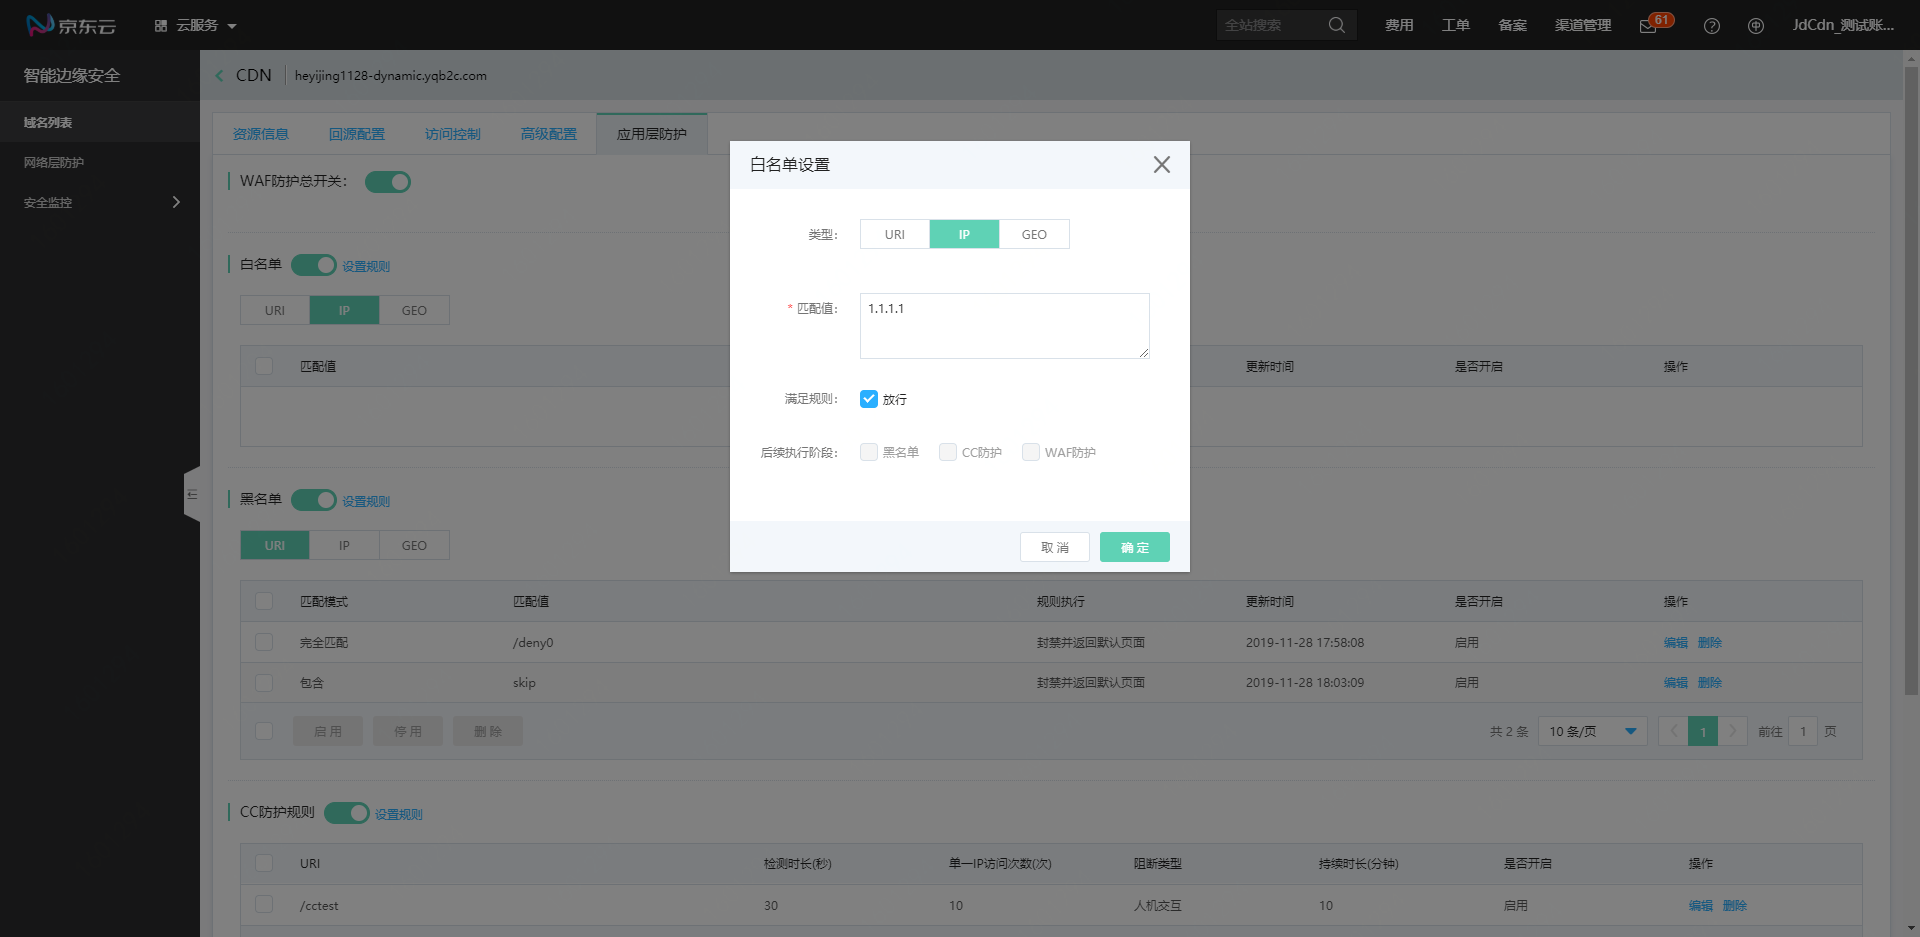 京东云 云服务 全站搜索 费用 工单 备案 渠道管理 61 JdCdn_测试账...
智能边缘安全
域名列表
网络层防护
安全监控
CDN heyijing1128-dynamic.yqb2c.com
资源信息 回源配置 访问控制 高级配置 应用层防护
WAF防护总开关：
白名单 设置规则
URI IP GEO
匹配值 更新时间 是否开启 操作
白名单设置
类型： URI IP GEO
* 匹配值： 1.1.1.1
满足规则： 放行
后续执行阶段： 黑名单 CC防护 WAF防护
取消 确定
黑名单 设置规则
URI IP GEO
匹配模式 匹配值 规则执行 更新时间 是否开启 操作
完全匹配 /deny0 封禁并返回默认页面 2019-11-28 17:58:08 启用 编辑 删除
包含 skip 封禁并返回默认页面 2019-11-28 18:03:09 启用 编辑 删除
启用 停用 删除 共 2 条 10 条/页 1 前往 1 页
CC防护规则 设置规则
URI 检测时长(秒) 单一IP访问次数(次) 阻断类型 持续时长(分钟) 是否开启 操作
/cctest 30 10 人机交互 10 启用 编辑 删除